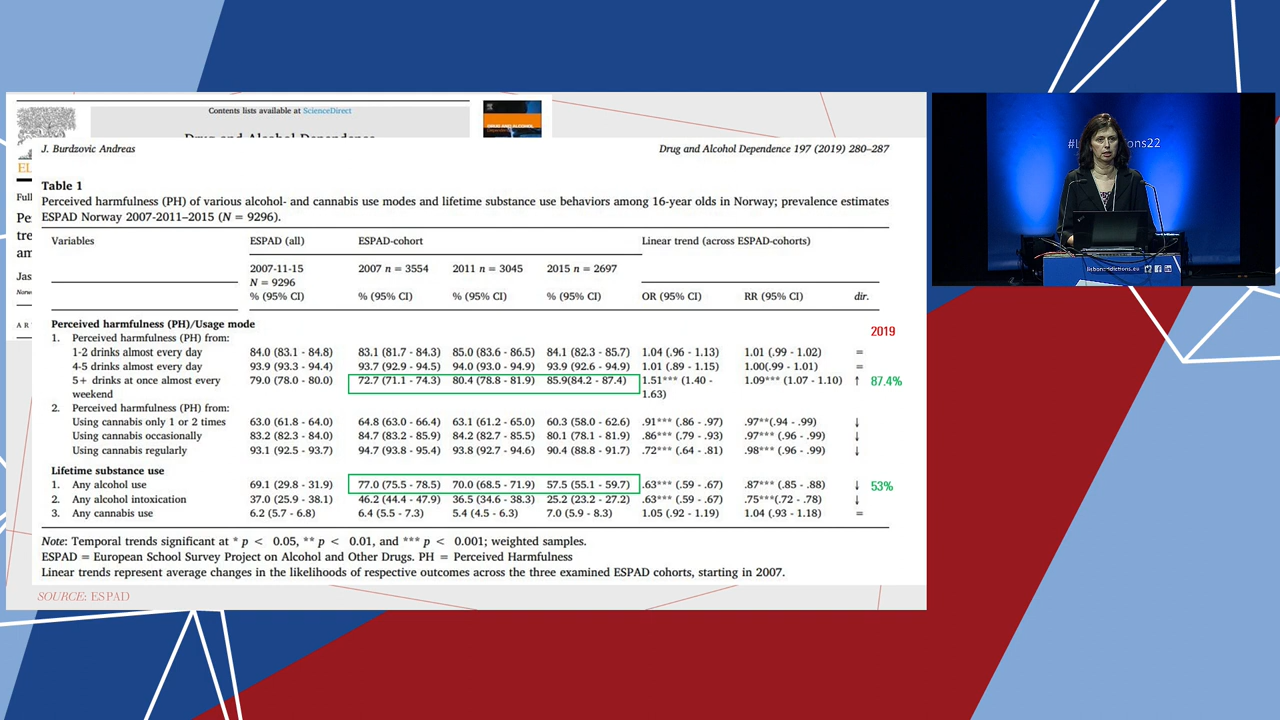 Contents lists available at ScienceDirect
Drug and Alcohol Dependence
DRUG AND ALCOHOL
J. Burdzovic Andreas Drug and Alcohol Dependence 197 (2019) 280–287
Table 1
Perceived harmfulness (PH) of various alcohol- and cannabis use modes and lifetime substance use behaviors among 16-year olds in Norway; prevalence estimates
ESPAD Norway 2007-2011–2015 (N = 9296).
Variables ESPAD (all) ESPAD-cohort Linear trend (across ESPAD-cohorts)
2007-11-15 2007 n = 3554 2011 n = 3045 2015 n = 2697
N = 9296
% (95% CI) % (95% CI) % (95% CI) % (95% CI) OR (95% CI) RR (95% CI) dir.
Perceived harmfulness (PH)/Usage mode
2019
1. Perceived harmfulness (PH) from:
1-2 drinks almost every day 84.0 (83.1 - 84.8) 83.1 (81.7 - 84.3) 85.0 (83.6 - 86.5) 84.1 (82.3 - 85.7) 1.04 (.96 - 1.13) 1.01 (.99 - 1.02) =
4-5 drinks almost every day 93.9 (93.3 - 94.4) 93.7 (92.9 - 94.5) 94.0 (93.0 - 94.9) 93.9 (92.6 - 94.9) 1.01 (.89 - 1.15) 1.00(.99 - 1.01) =
5+ drinks at once almost every 79.0 (78.0 - 80.0) 72.7 (71.1 - 74.3) 80.4 (78.8 - 81.9) 85.9(84.2 - 87.4) 1.51*** (1.40 - 1.09*** (1.07 - 1.10) ↑ 87.4%
weekend 1.63)
2. Perceived harmfulness (PH) from:
Using cannabis only 1 or 2 times 63.0 (61.8 - 64.0) 64.8 (63.0 - 66.4) 63.1 (61.2 - 65.0) 60.3 (58.0 - 62.6) .91*** (.86 - .97) .97**(.94 - .99) ↓
Using cannabis occasionally 83.2 (82.3 - 84.0) 84.7 (83.2 - 85.9) 84.2 (82.7 - 85.5) 80.1 (78.1 - 81.9) .86*** (.79 - .93) .97*** (.96 - .99) ↓
Using cannabis regularly 93.1 (92.5 - 93.7) 94.7 (93.8 - 95.4) 93.8 (92.7 - 94.6) 90.4 (88.8 - 91.7) .72*** (.64 - .81) .98*** (.96 - .99) ↓
Lifetime substance use
1. Any alcohol use 69.1 (29.8 - 31.9) 77.0 (75.5 - 78.5) 70.0 (68.5 - 71.9) 57.5 (55.1 - 59.7) .63*** (.59 - .67) .87*** (.85 - .88) ↓ 53%
2. Any alcohol intoxication 37.0 (25.9 - 38.1) 46.2 (44.4 - 47.9) 36.5 (34.6 - 38.3) 25.2 (23.2 - 27.2) .63*** (.59 - .67) .75***(.72 - .78) ↓
3. Any cannabis use 6.2 (5.7 - 6.8) 6.4 (5.5 - 7.3) 5.4 (4.5 - 6.3) 7.0 (5.9 - 8.3) 1.05 (.92 - 1.19) 1.04 (.93 - 1.18) =
Note: Temporal trends significant at * p < 0.05, ** p < 0.01, and *** p < 0.001; weighted samples.
ESPAD = European School Survey Project on Alcohol and Other Drugs. PH = Perceived Harmfulness
Linear trends represent average changes in the likelihoods of respective outcomes across the three examined ESPAD cohorts, starting in 2007.
SOURCE: ESPAD
lisbonaddictions.eu